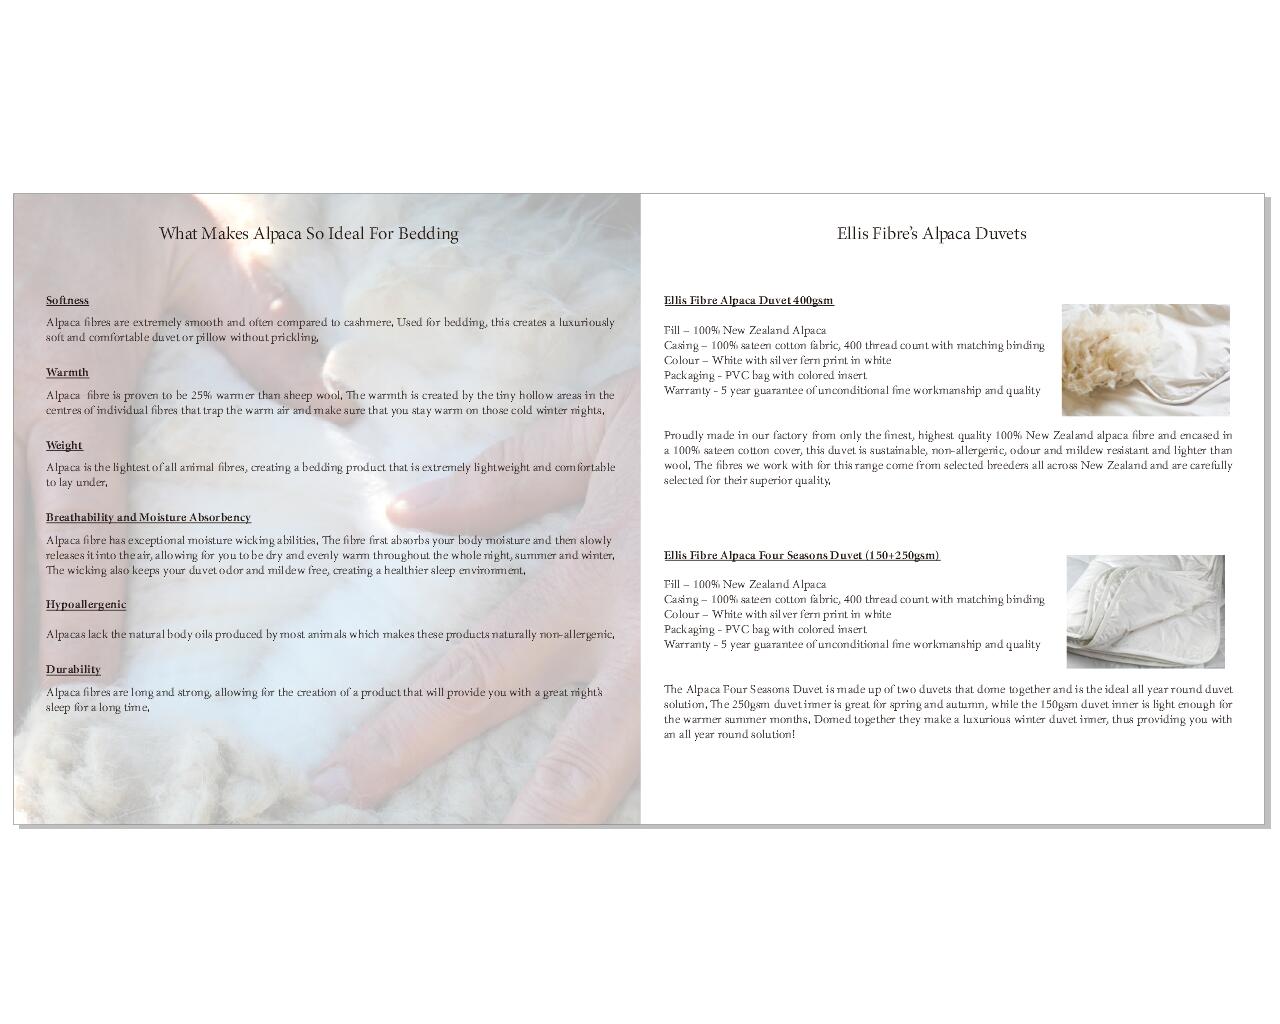 What Makes Alpaca So Ideal For Bedding
Softness
Alpaca fibres are extremely smooth and often compared to cashmere. Used for bedding, this creates a luxuriously
soft and comfortable duvet or pillow without prickling.
Warmth
Alpaca  fibre is proven to be 25% warmer than sheep wool. The warmth is created by the tiny hollow areas in the
centres of individual fibres that trap the warm air and make sure that you stay warm on those cold winter nights.
Weight
Alpaca is the lightest of all animal fibres, creating a bedding product that is extremely lightweight and comfortable
to lay under.
Breathability and Moisture Absorbency
Alpaca fibre has exceptional moisture wicking abilities. The fibre first absorbs your body moisture and then slowly
releases it into the air, allowing for you to be dry and evenly warm throughout the whole night, summer and winter.
The wicking also keeps your duvet odor and mildew free, creating a healthier sleep environment.
Hypoallergenic
Alpacas lack the natural body oils produced by most animals which makes these products naturally non-allergenic.
Durability
Alpaca fibres are long and strong, allowing for the creation of a product that will provide you with a great night's
sleep for a long time.
Ellis Fibre's Alpaca Duvets
Ellis Fibre Alpaca Duvet 400gsm
Fill – 100% New Zealand Alpaca
Casing – 100% sateen cotton fabric, 400 thread count with matching binding
Colour – White with silver fern print in white
Packaging - PVC bag with colored insert
Warranty - 5 year guarantee of unconditional fine workmanship and quality
Proudly made in our factory from only the finest, highest quality 100% New Zealand alpaca fibre and encased in
a 100% sateen cotton cover, this duvet is sustainable, non-allergenic, odour and mildew resistant and lighter than
wool. The fibres we work with for this range come from selected breeders all across New Zealand and are carefully
selected for their superior quality.
Ellis Fibre Alpaca Four Seasons Duvet (150+250gsm)
Fill – 100% New Zealand Alpaca
Casing – 100% sateen cotton fabric, 400 thread count with matching binding
Colour – White with silver fern print in white
Packaging - PVC bag with colored insert
Warranty - 5 year guarantee of unconditional fine workmanship and quality
The Alpaca Four Seasons Duvet is made up of two duvets that dome together and is the ideal all year round duvet
solution. The 250gsm duvet inner is great for spring and autumn, while the 150gsm duvet inner is light enough for
the warmer summer months. Domed together they make a luxurious winter duvet inner, thus providing you with
an all year round solution!